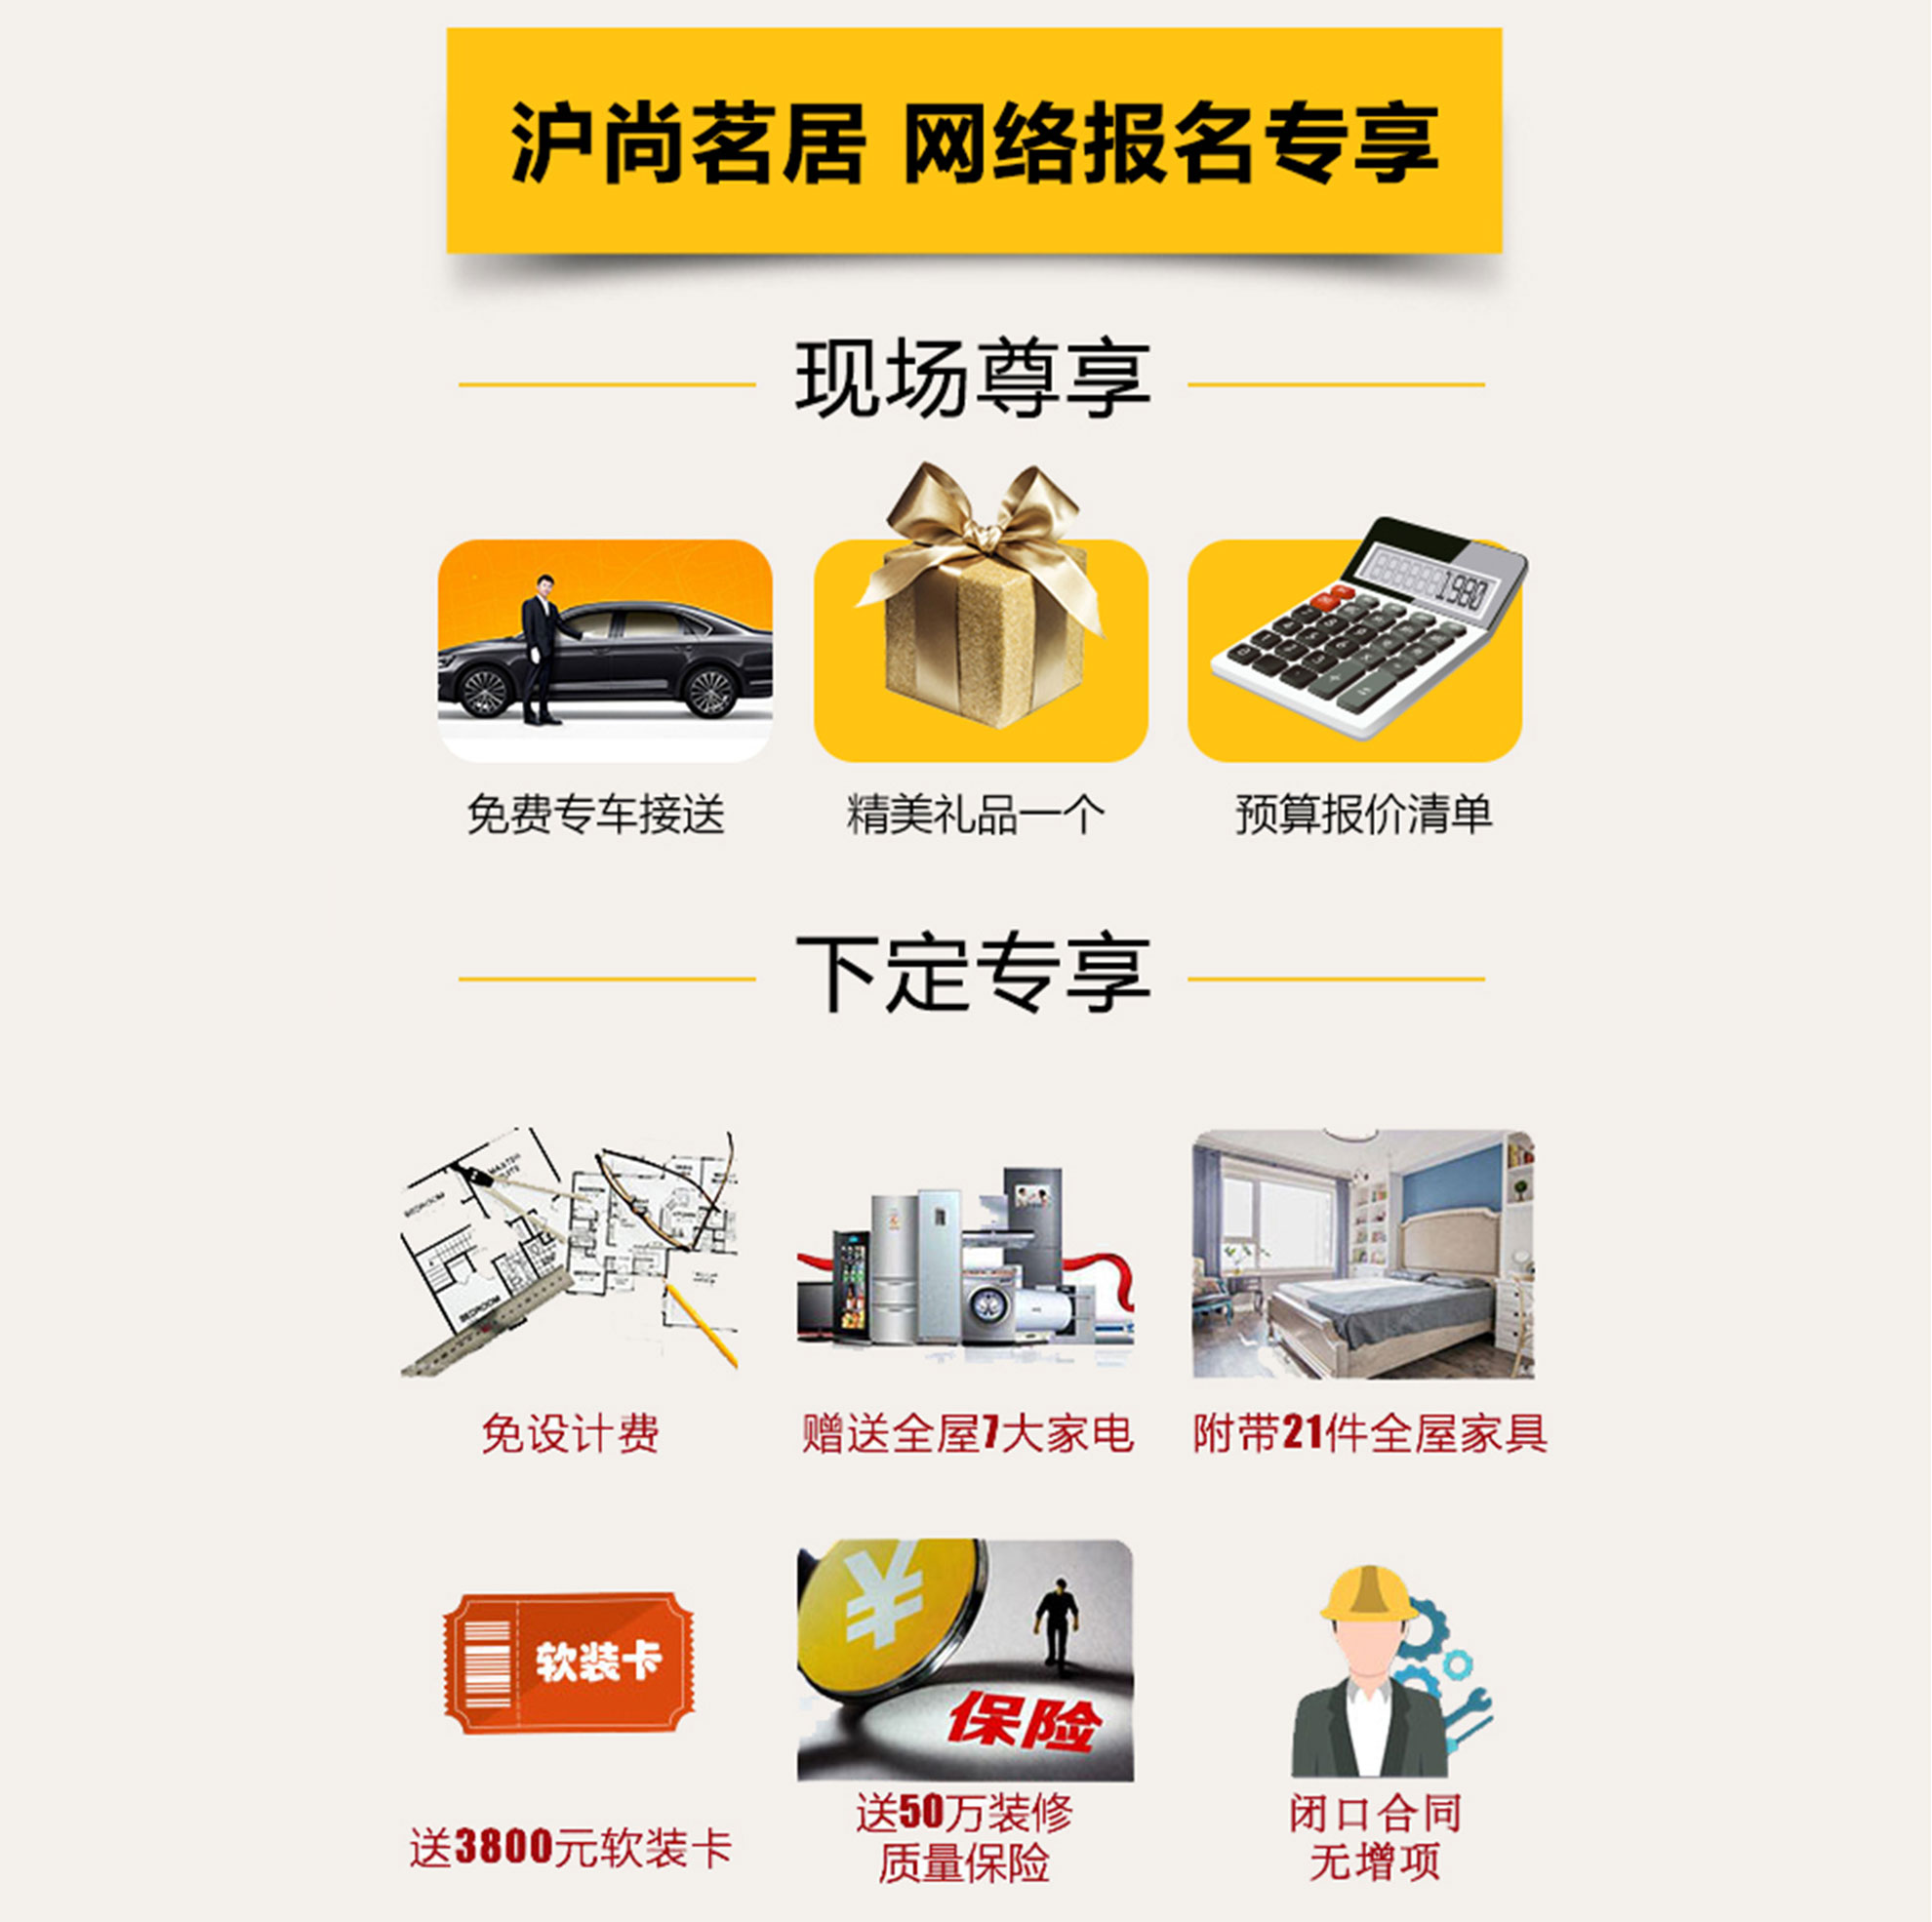 沪尚茗居 网络报名专享
现场尊享
1980
免费专车接送
精美礼品一个
预算报价清单
下定专享
BEDROOM
BEDROOM
免设计费
赠送全屋7大家电
附带21件全屋家具
软装卡
¥
保险
送3800元软装卡
送50万装修
质量保险
闭口合同
无增项